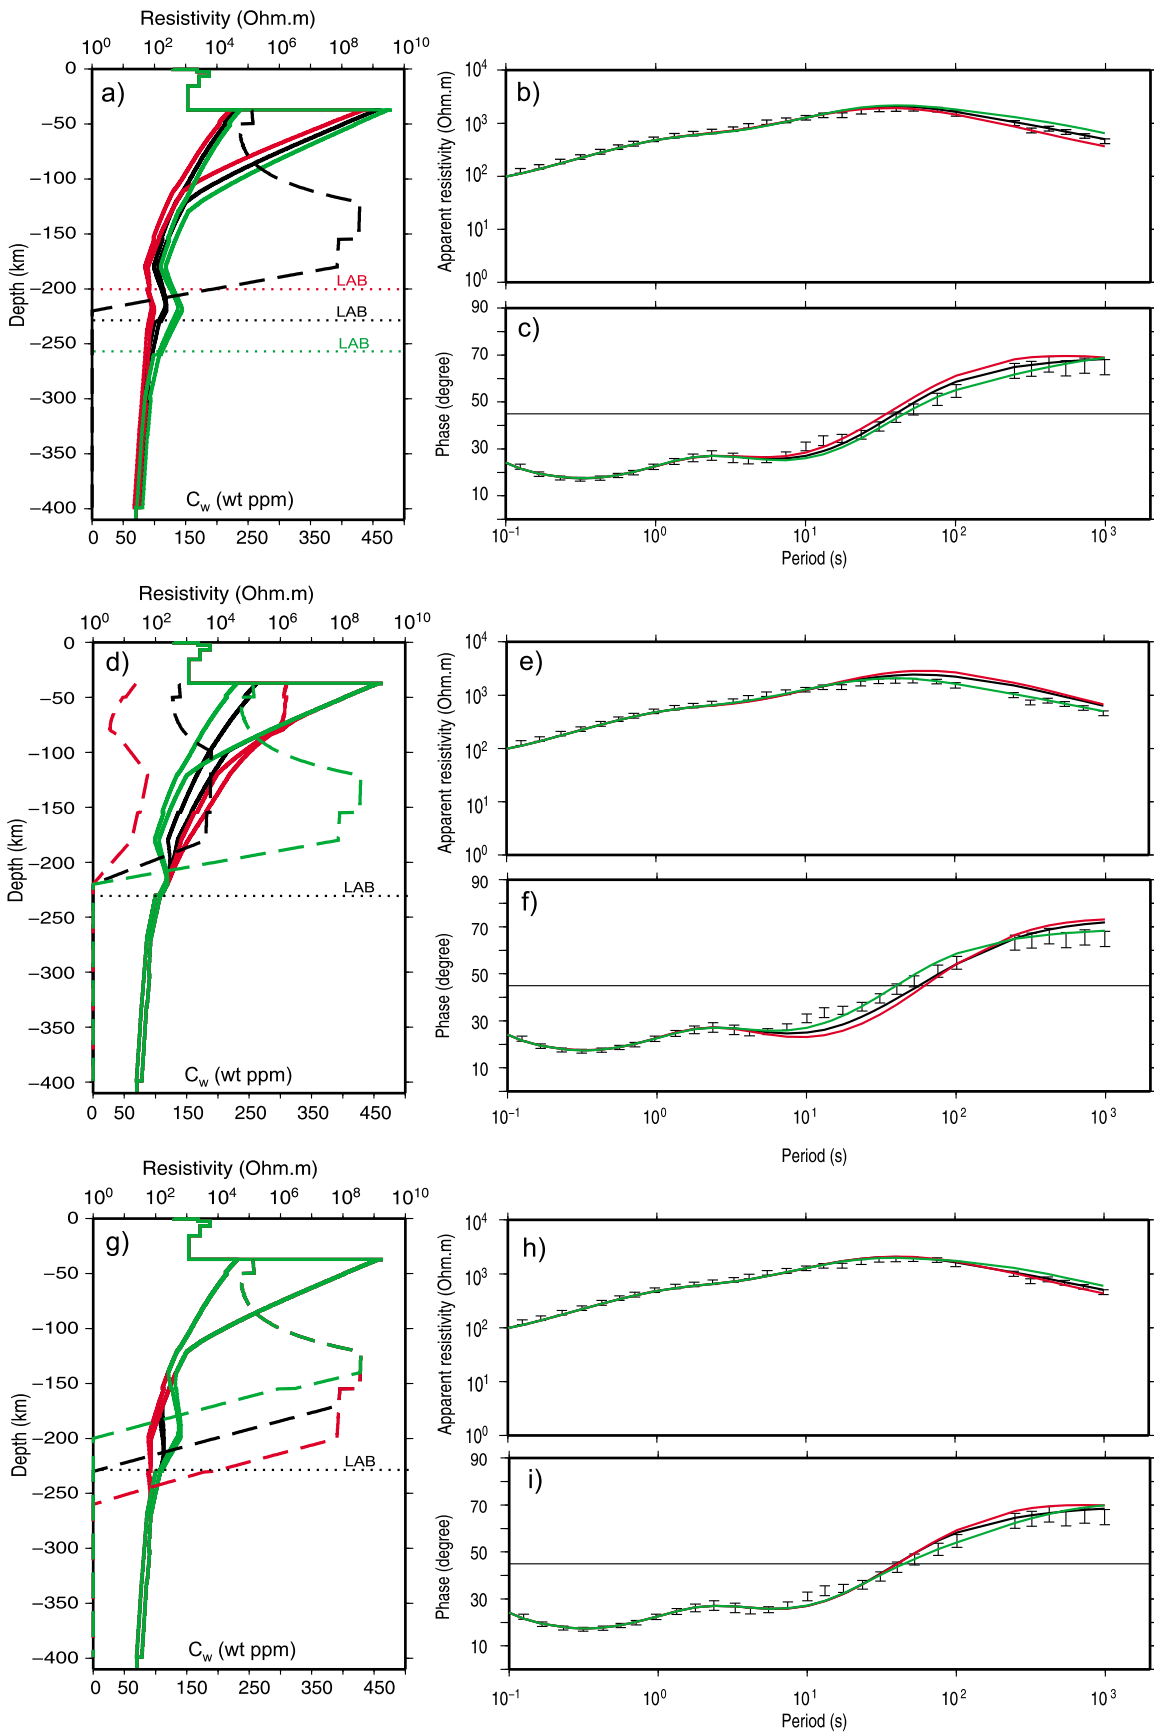 Resistivity (Ohm.m)
10^0 10^2 10^4 10^6 10^8 10^10
a)
0
−50
−100
−150
−200
−250
−300
−350
−400
Depth (km)
LAB
LAB
LAB
C_w (wt ppm)
0 50 150 250 350 450
b)
10^4
10^3
10^2
10^1
10^0
Apparent resistivity (Ohm.m)
c)
90
70
50
30
10
Phase (degree)
10^−1 10^0 10^1 10^2 10^3
Period (s)
Resistivity (Ohm.m)
10^0 10^2 10^4 10^6 10^8 10^10
d)
0
−50
−100
−150
−200
−250
−300
−350
−400
Depth (km)
LAB
C_w (wt ppm)
0 50 150 250 350 450
e)
10^4
10^3
10^2
10^1
10^0
Apparent resistivity (Ohm.m)
f)
90
70
50
30
10
Phase (degree)
10^−1 10^0 10^1 10^2 10^3
Period (s)
Resistivity (Ohm.m)
10^0 10^2 10^4 10^6 10^8 10^10
g)
0
−50
−100
−150
−200
−250
−300
−350
−400
Depth (km)
LAB
C_w (wt ppm)
0 50 150 250 350 450
h)
10^4
10^3
10^2
10^1
10^0
Apparent resistivity (Ohm.m)
i)
90
70
50
30
10
Phase (degree)
10^−1 10^0 10^1 10^2 10^3
Period (s)